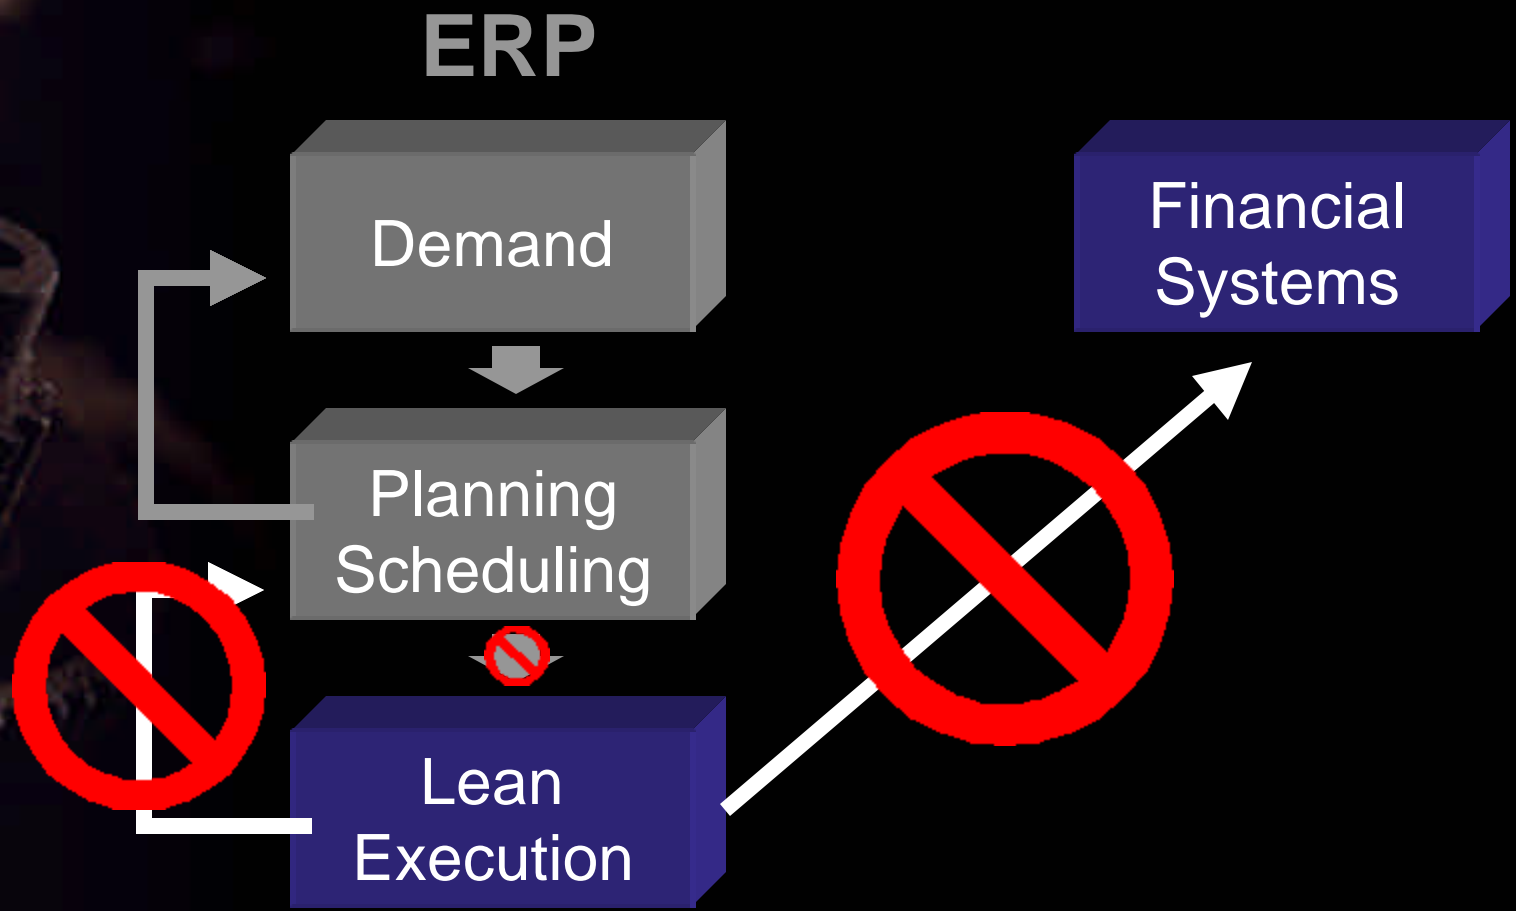 ERP
Demand
Financial
Systems
Planning
Scheduling
Lean
Execution